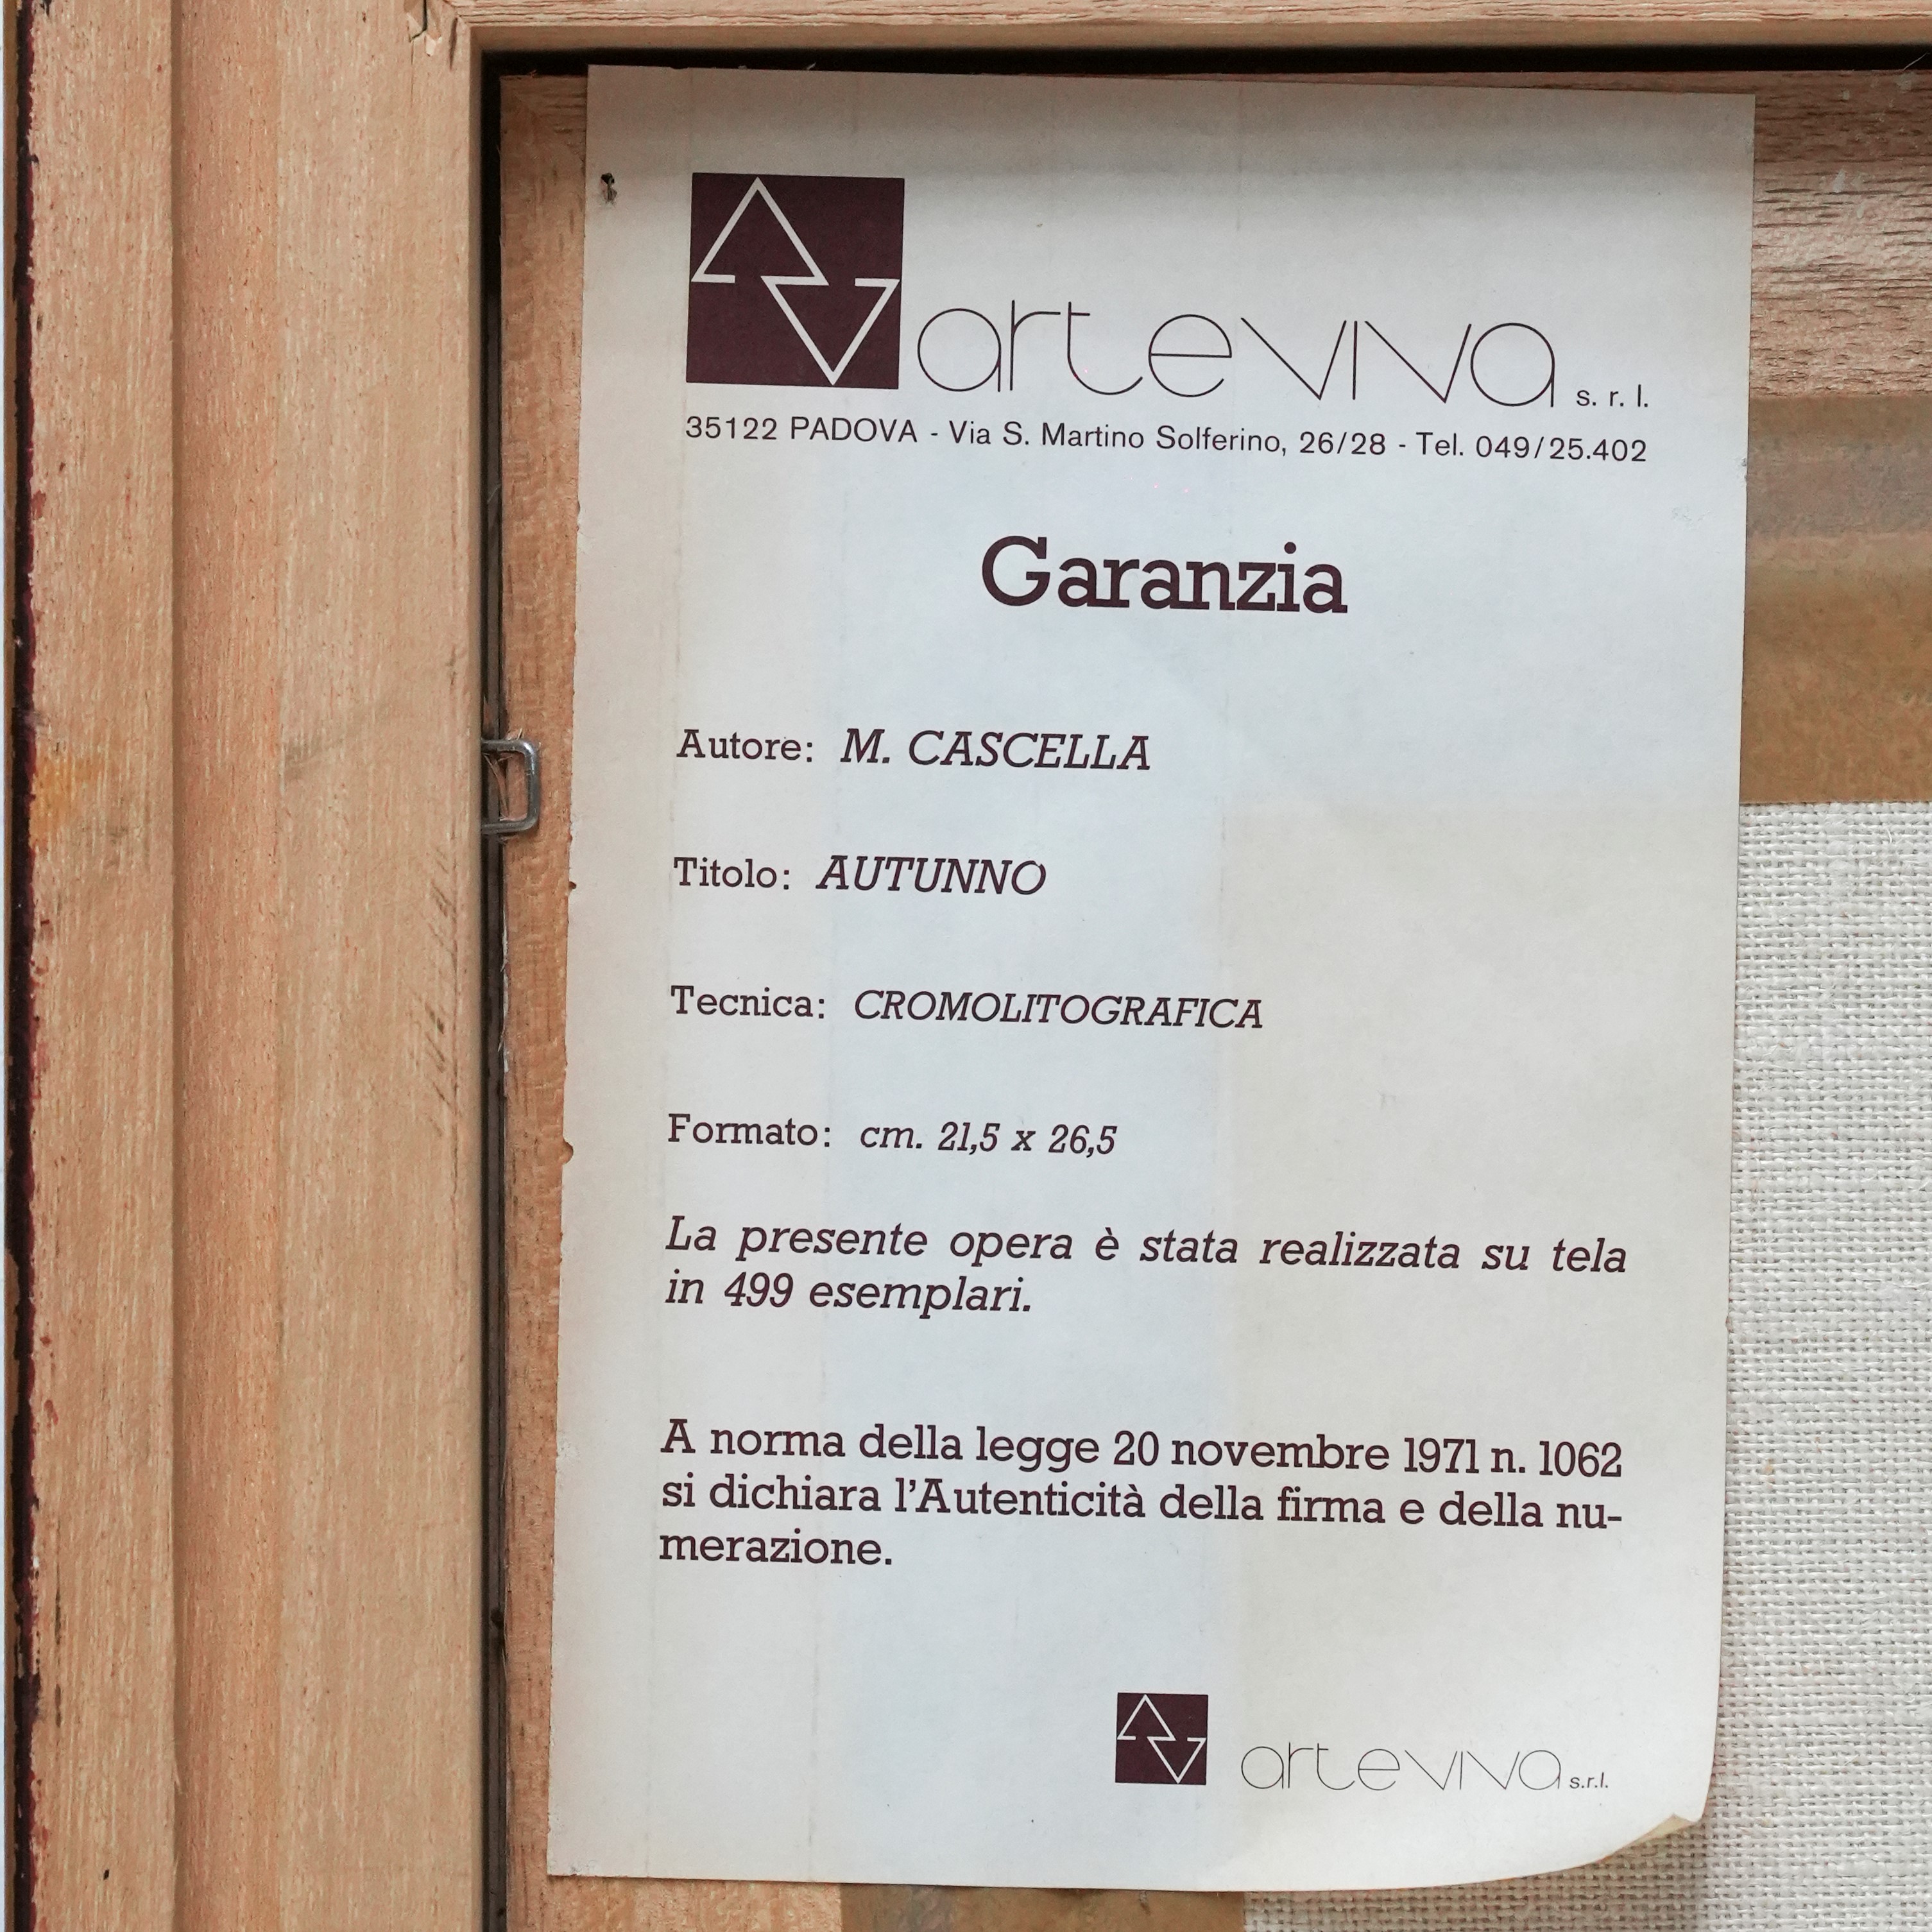 arteviva s. r. l.
35122 PADOVA - Via S. Martino Solferino, 26/28 - Tel. 049/25.402
Garanzia
Autore: M. CASCELLA
Titolo: AUTUNNO
Tecnica: CROMOLITOGRAFICA
Formato: cm. 21,5 x 26,5
La presente opera è stata realizzata su tela
in 499 esemplari.
A norma della legge 20 novembre 1971 n. 1062
si dichiara l'Autenticità della firma e della nu-
merazione.
arteviva s.r.l.